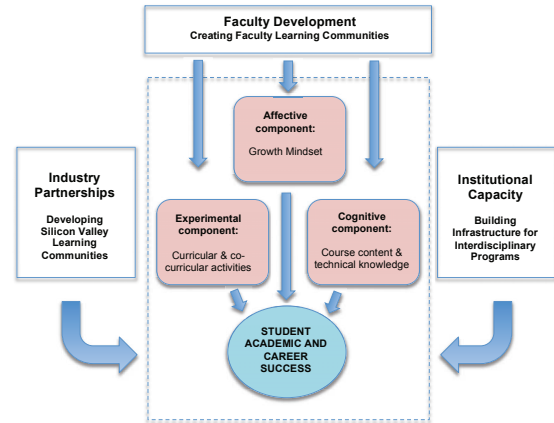 Faculty Development
Creating Faculty Learning Communities
Affective
component:
Growth Mindset
Industry
Partnerships
Developing
Silicon Valley
Learning
Communities
Experimental
component:
Curricular & co-
curricular activities
Cognitive
component:
Course content &
technical knowledge
Institutional
Capacity
Building
Infrastructure for
Interdisciplinary
Programs
STUDENT
ACADEMIC AND
CAREER
SUCCESS